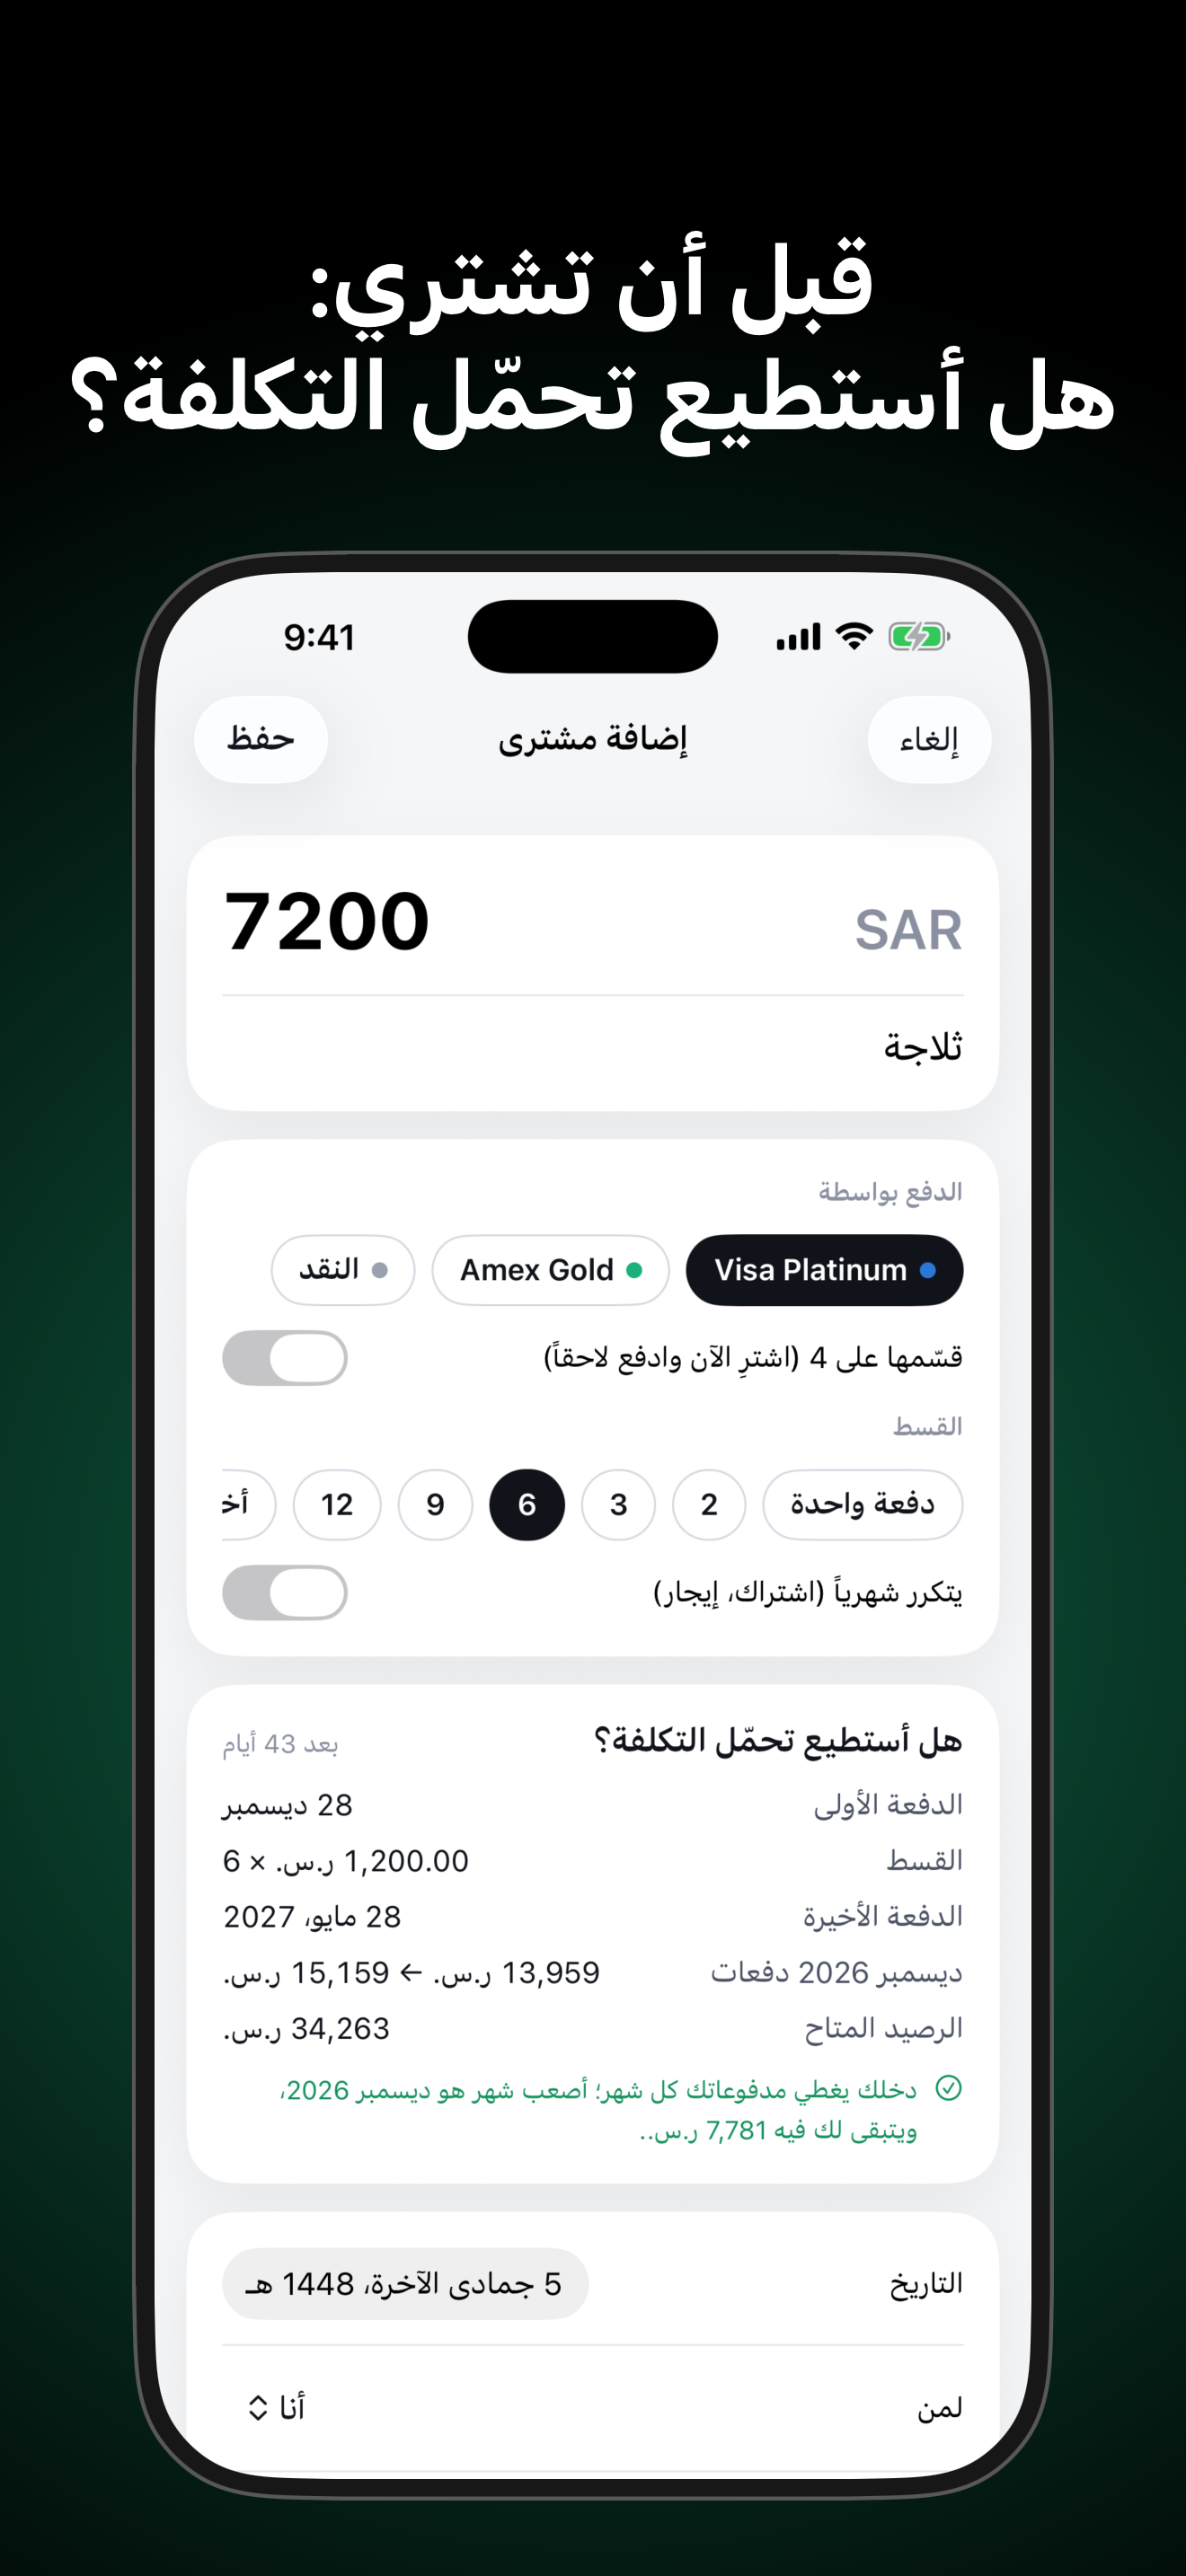 قبل أن تشتري:
هل أستطيع تحمّل التكلفة؟
9:41
إلغاء
إضافة مشترى
حفظ
SAR 7200
ثلاجة
الدفع بواسطة
Visa Platinum
Amex Gold
النقد
قسّمها على 4 (اشترِ الآن وادفع لاحقاً)
القسط
دفعة واحدة 2 3 6 9 12 أخ
يتكرر شهرياً (اشتراك، إيجار)
هل أستطيع تحمّل التكلفة؟ بعد 43 أيام
الدفعة الأولى 28 ديسمبر
القسط 1,200.00 ر.س. × 6
الدفعة الأخيرة 28 مايو، 2027
ديسمبر 2026 دفعات 13,959 ر.س. ← 15,159 ر.س.
الرصيد المتاح 34,263 ر.س.
دخلك يغطي مدفوعاتك كل شهر؛ أصعب شهر هو ديسمبر 2026،
ويتبقى لك فيه 7,781 ر.س..
التاريخ 5 جمادى الآخرة، 1448 هـ
لمن أنا